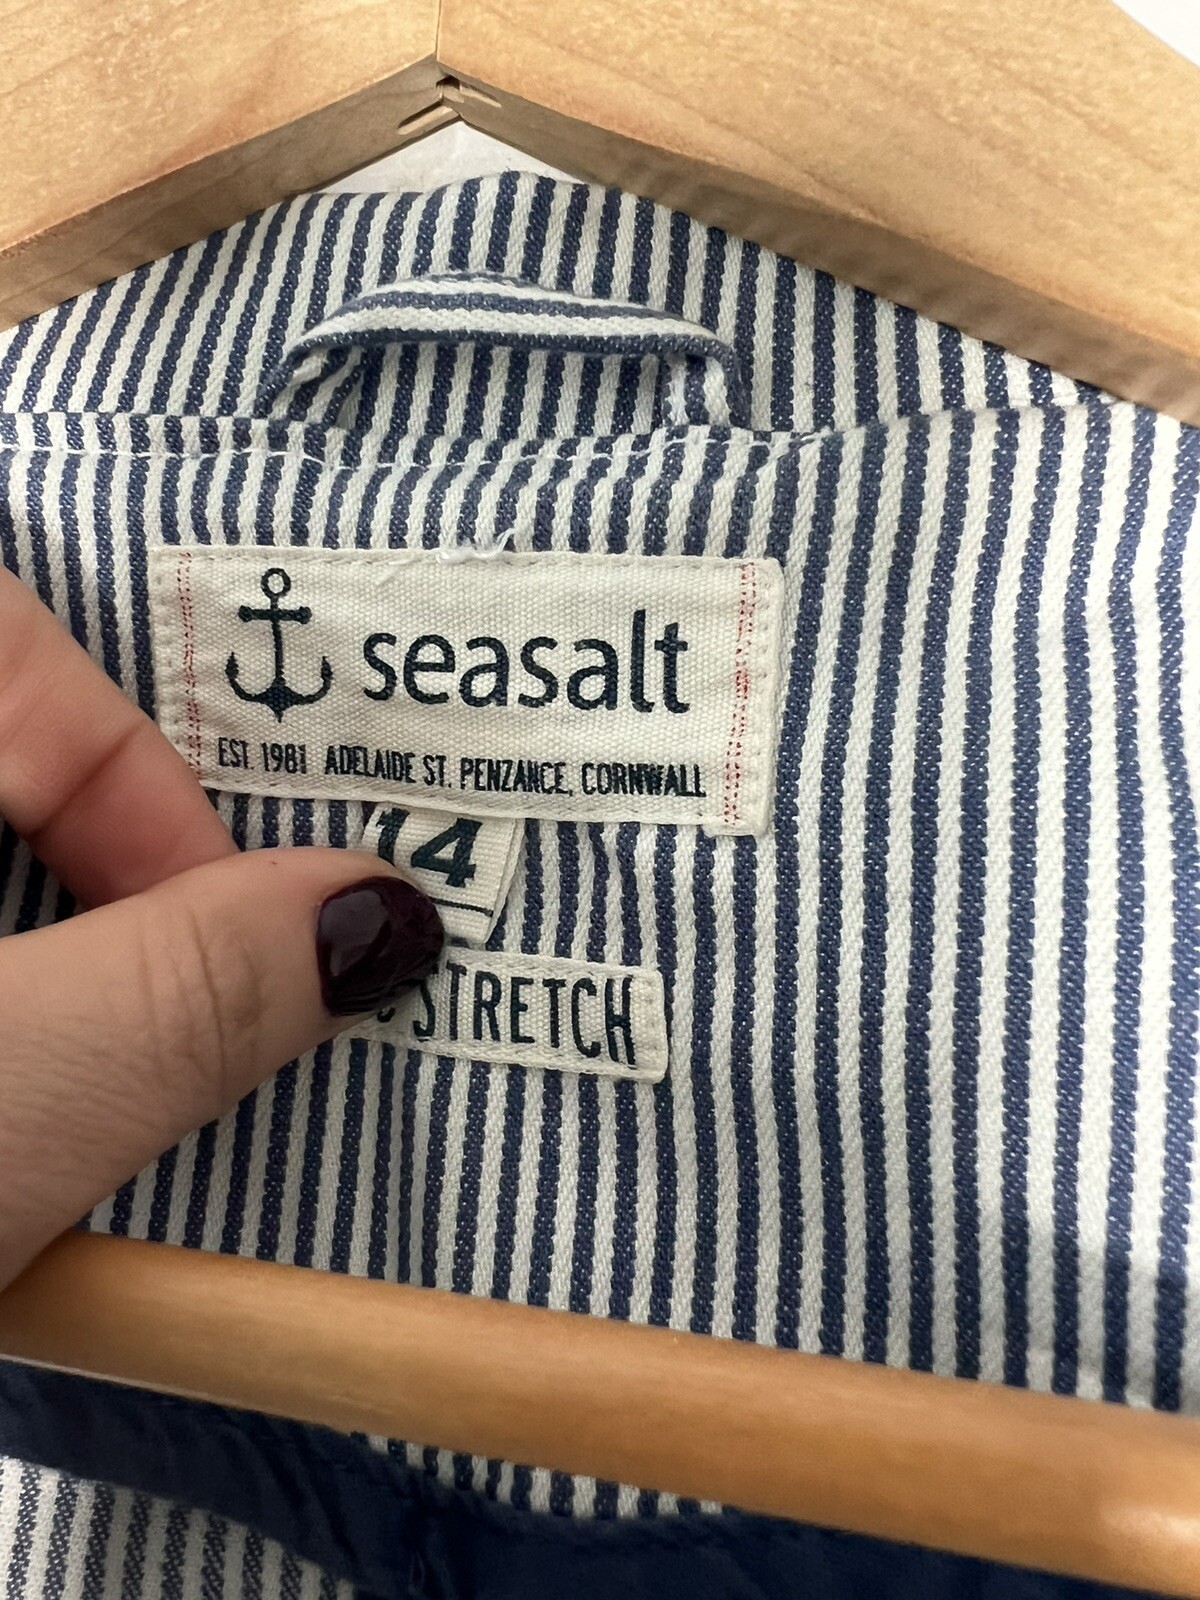 seasalt
EST. 1981 ADELAIDE ST. PENZANCE, CORNWALL
14
STRETCH